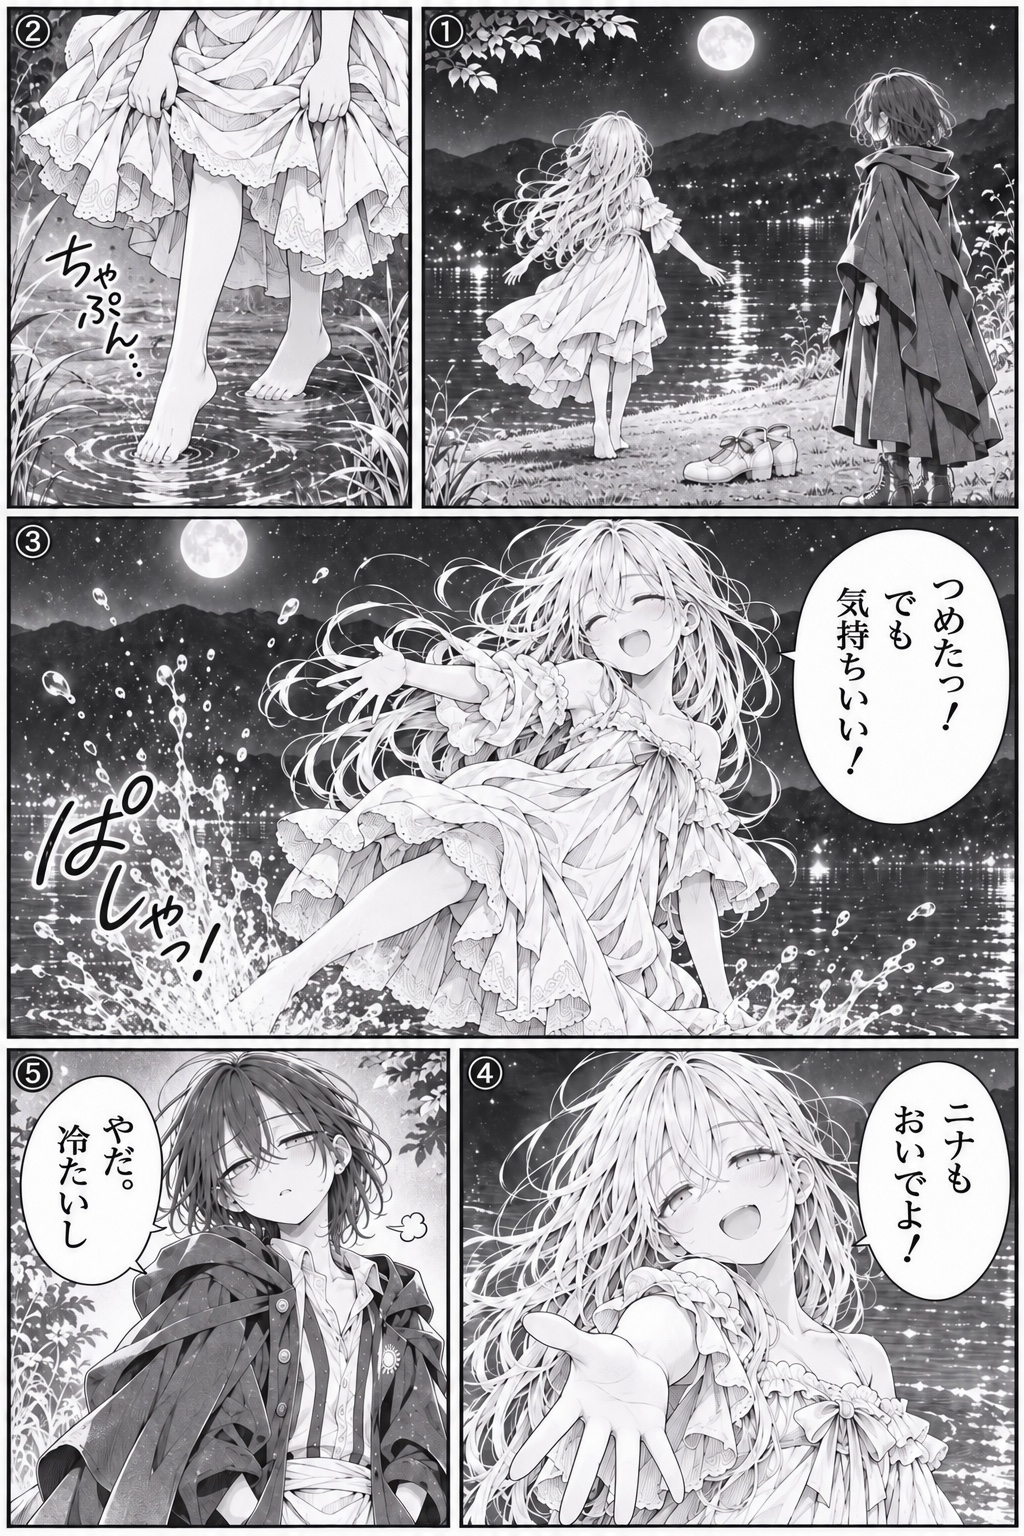 ①
②
ちゃぷん…
③
つめたっ！
でも
気持ちいい！
ぱしゃっ！
④
ニナも
おいでよ！
⑤
やだ。
冷たいし